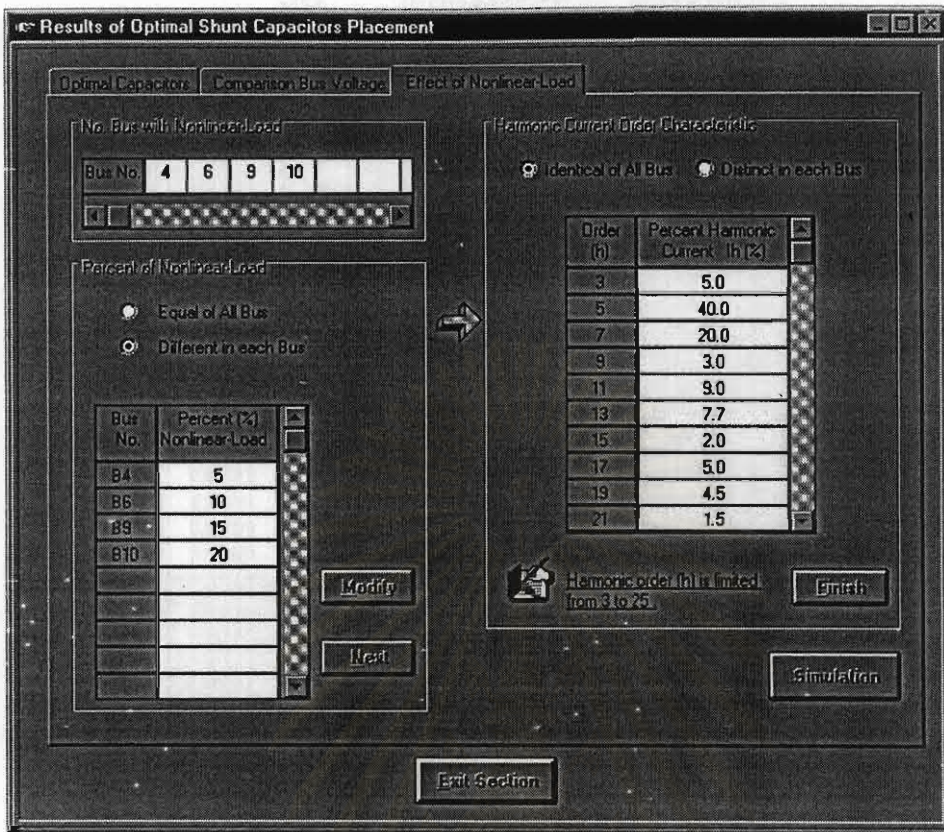 Results of Optimal Shunt Capacitors Placement
Optimal Capacitors
Comparison Bus Voltage
Effect of Nonlinear-Load
No. Bus with Nonlinear-Load
Bus No. 4 6 9 10
Percent of Nonlinear-Load
Equal of All Bus
Different in each Bus
Bus No. Percent (%) Nonlinear-Load
B4 5
B6 10
B9 15
B10 20
Modify
Next
Harmonic Current Order Characteristic
Identical of All Bus
Distinct in each Bus
Order (h) Percent Harmonic Current Ih (%)
3 5.0
5 40.0
7 20.0
9 3.0
11 9.0
13 7.7
15 2.0
17 5.0
19 4.5
21 1.5
Harmonic order (h) is limited
from 3 to 25
Finish
Simulation
Exit Section